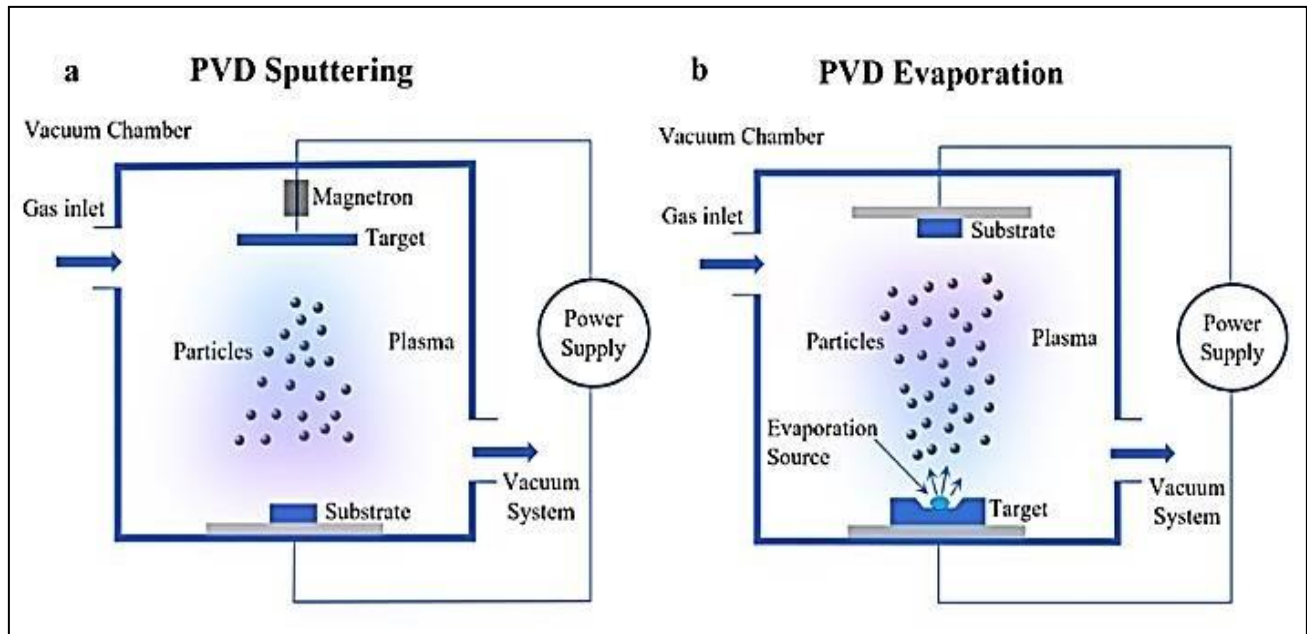 a PVD Sputtering
Vacuum Chamber
Gas inlet
Magnetron
Target
Particles
Plasma
Power
Supply
Substrate
Vacuum
System
b PVD Evaporation
Vacuum Chamber
Gas inlet
Substrate
Particles
Plasma
Power
Supply
Evaporation
Source
Target
Vacuum
System